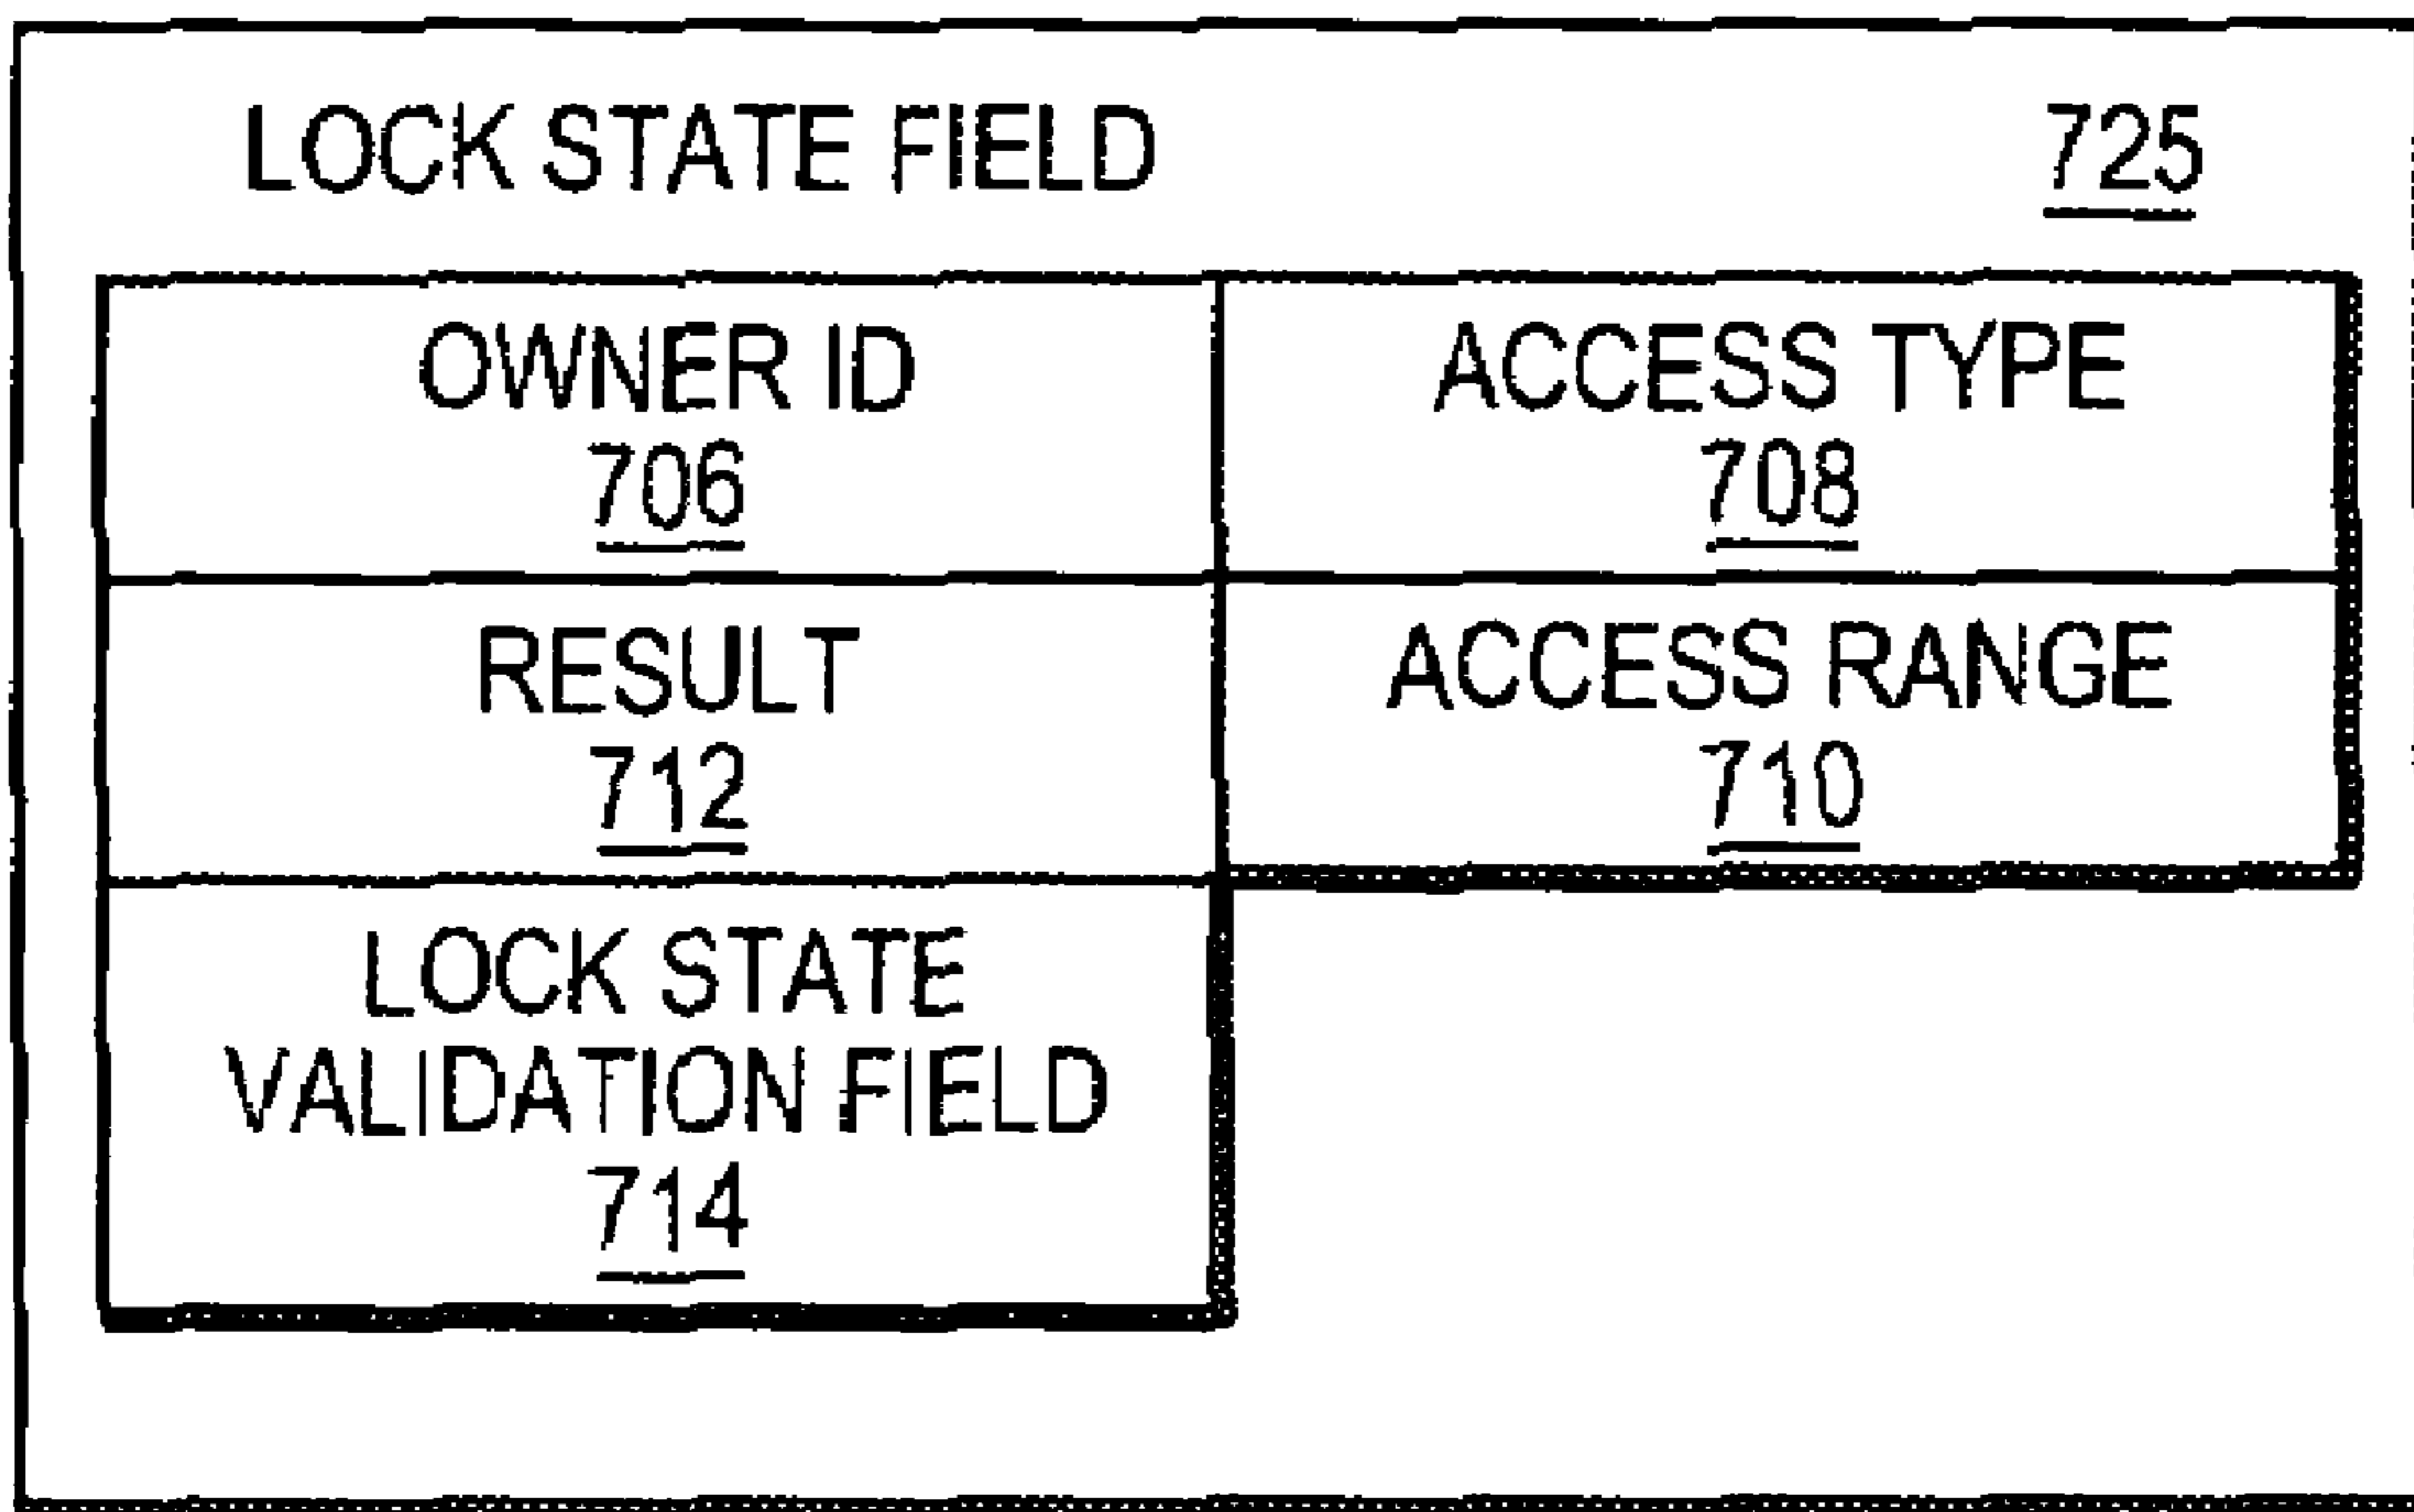 LOCK STATE FIELD 725
OWNER ID
706
ACCESS TYPE
708
RESULT
712
ACCESS RANGE
710
LOCK STATE
VALIDATION FIELD
714